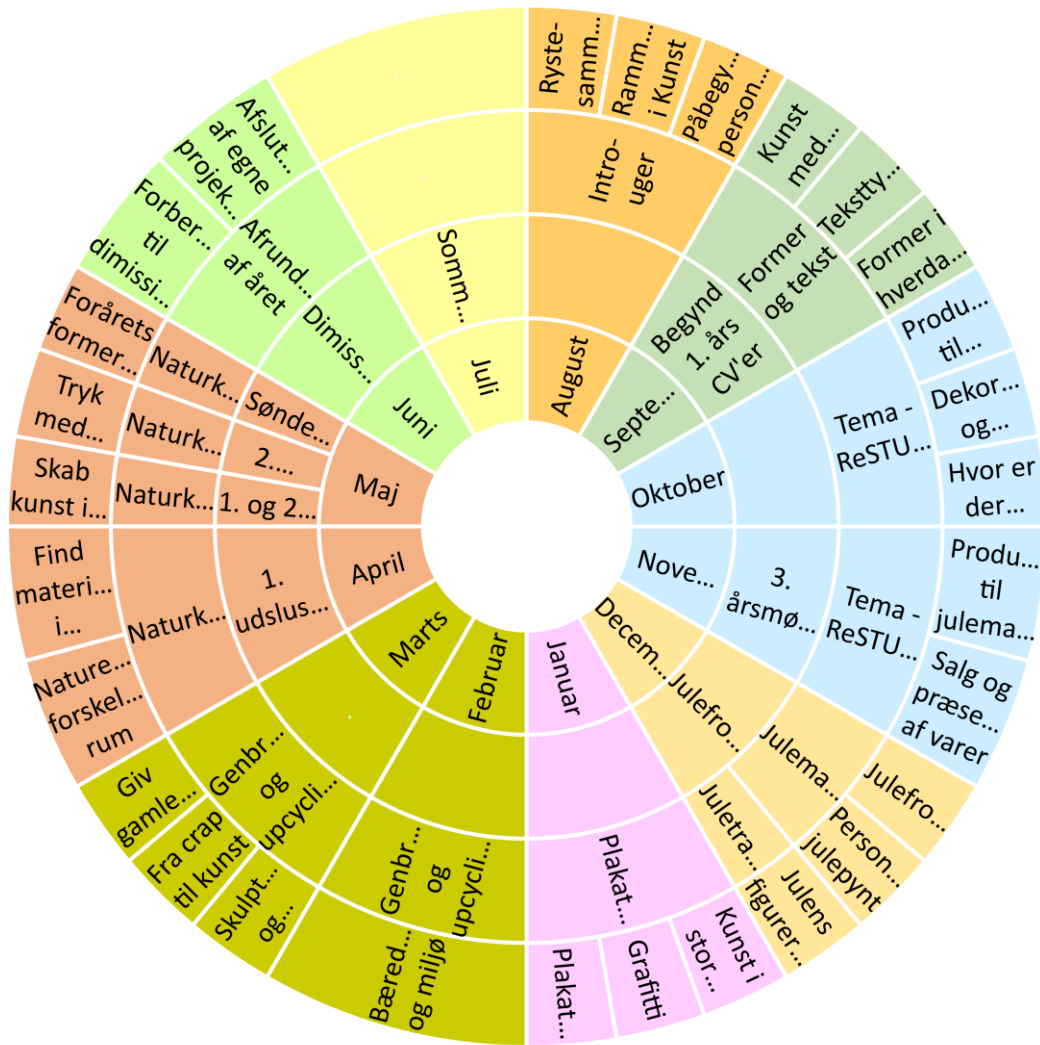 August
Intro-
uger
Ryste-
samm...
Ramm...
i Kunst
Påbegy...
person...
Septe...
Begynd
1. års
CV'er
Former
og tekst
Kunst
med...
Tekstty...
Former i
hverda...
Oktober
Tema -
ReSTU...
Produ...
til...
Dekor...
og...
Hvor er
der...
Nove...
3.
årsmø...
Tema -
ReSTU...
Produ...
til
julema...
Salg og
præse...
af varer
Decem...
Julefro...
Julema...
Juletra...
Julefro...
Person...
julepynt
Julens
figurer...
Januar
Plakat...
Kunst i
stor...
Grafitti
Plakat...
Februar
Genbr...
og
upcycli...
Bæred...
og miljø
Marts
Genbr...
og
upcycli...
Skulpt...
og...
Fra crap
til kunst
Giv
gamle...
April
1.
udslus...
Naturk...
Nature...
forskel...
rum
Find
materi...
i...
Maj
1. og 2...
2....
Sønde...
Naturk...
Naturk...
Naturk...
Skab
kunst i...
Tryk
med...
Forårets
former...
Juni
Dimiss...
Afrund...
af året
Forber...
til
dimissi...
Afslut...
af egne
projek...
Juli
Somm...